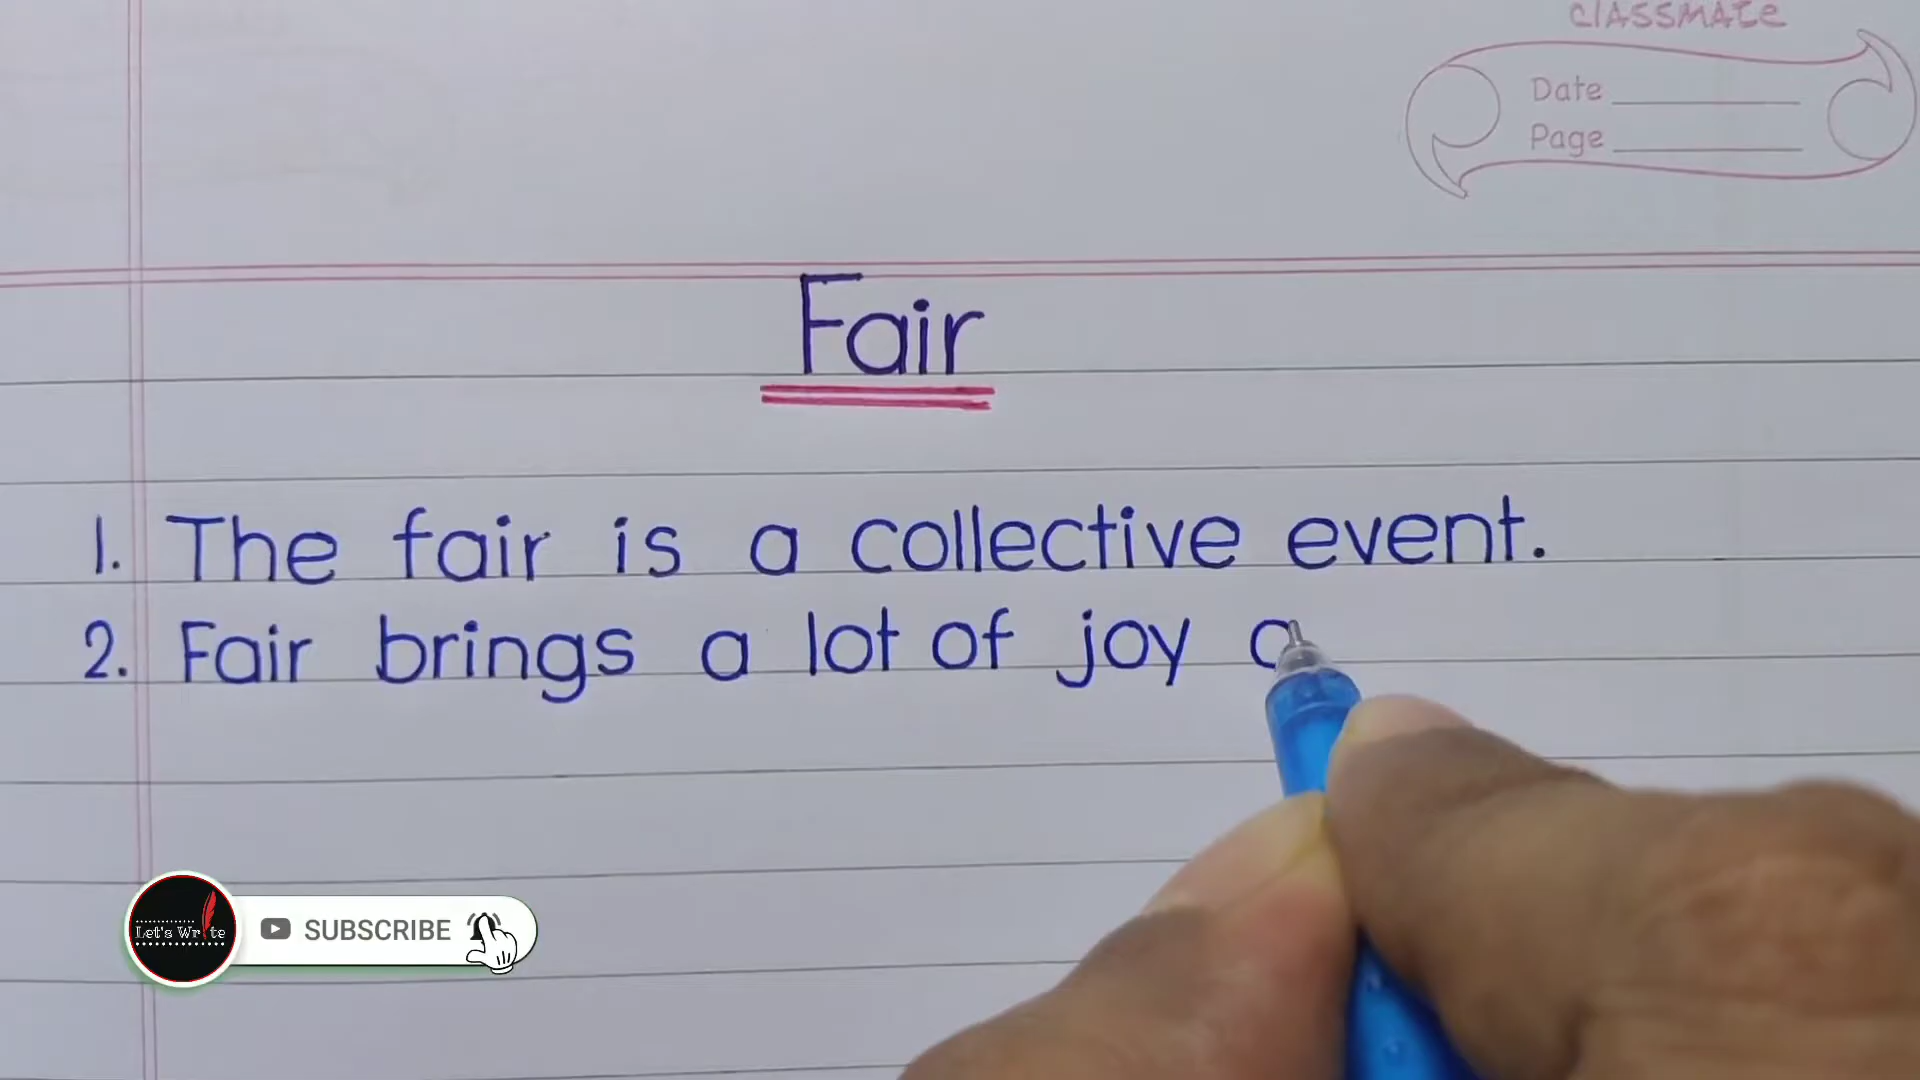 classmate
Date
Page
Fair
1. The fair is a collective event.
2. Fair brings a lot of joy
Let's Write
SUBSCRIBE